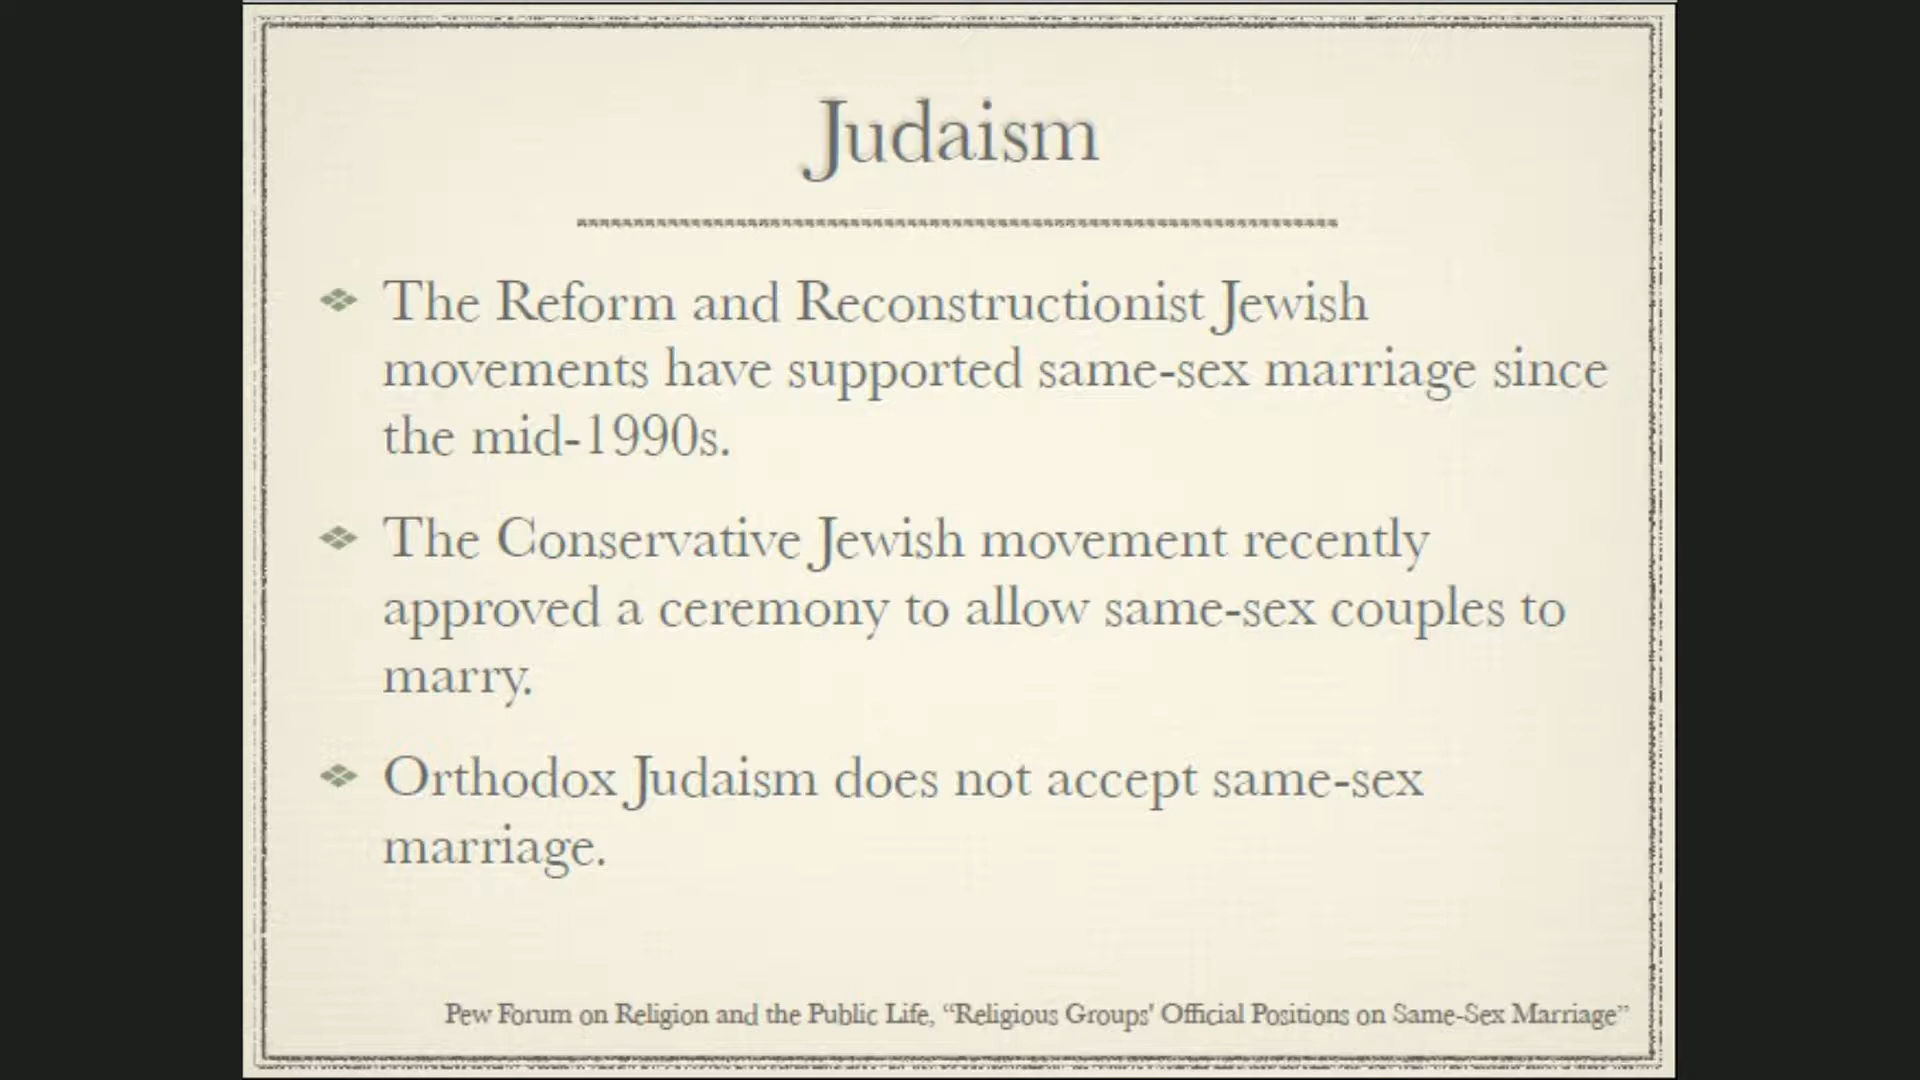 Judaism
The Reform and Reconstructionist Jewish
movements have supported same-sex marriage since
the mid-1990s.
The Conservative Jewish movement recently
approved a ceremony to allow same-sex couples to
marry.
Orthodox Judaism does not accept same-sex
marriage.
Pew Forum on Religion and the Public Life, “Religious Groups' Official Positions on Same-Sex Marriage”